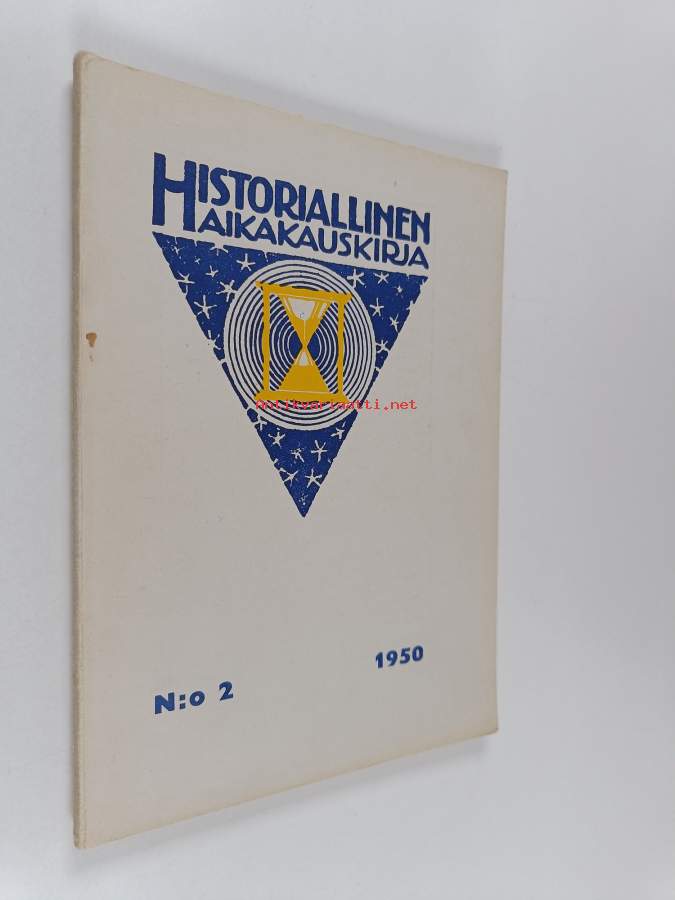 HISTORIALLINEN
AIKAKAUSKIRJA
antikvariaatti.net
N:o 2
1950